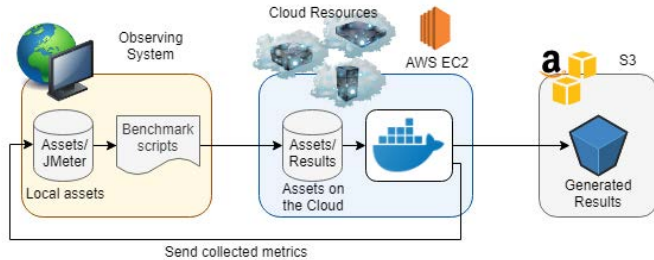 Cloud Resources
Observing
System
AWS EC2
S3
Assets/
JMeter
Benchmark
scripts
Assets/
Results
Local assets
Assets on
the Cloud
Generated
Results
Send collected metrics